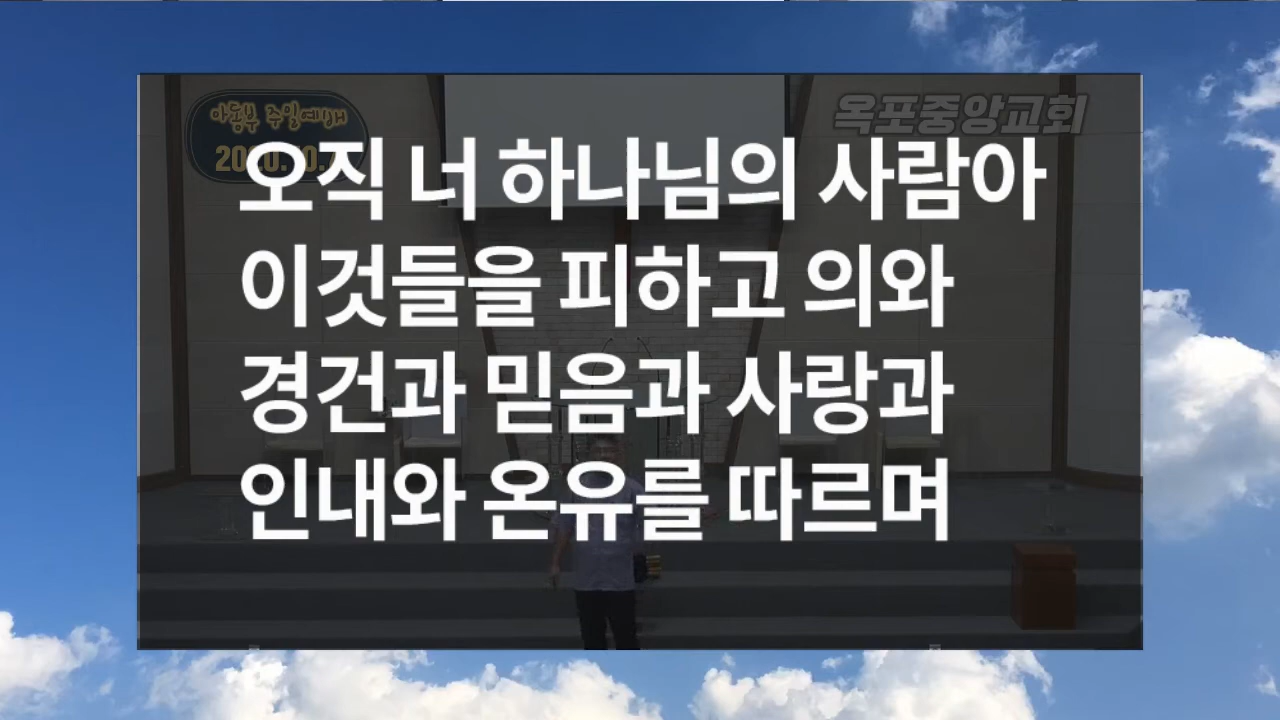 아동부 주일예배
옥포중앙교회
오직 너 하나님의 사람아
이것들을 피하고 의와
경건과 믿음과 사랑과
인내와 온유를 따르며